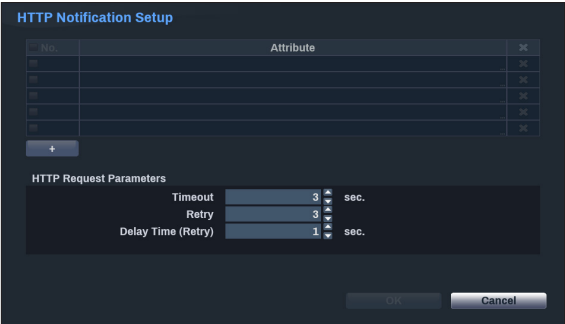 HTTP Notification Setup
No. Attribute
+
HTTP Request Parameters
Timeout 3 sec.
Retry 3
Delay Time (Retry) 1 sec.
OK Cancel